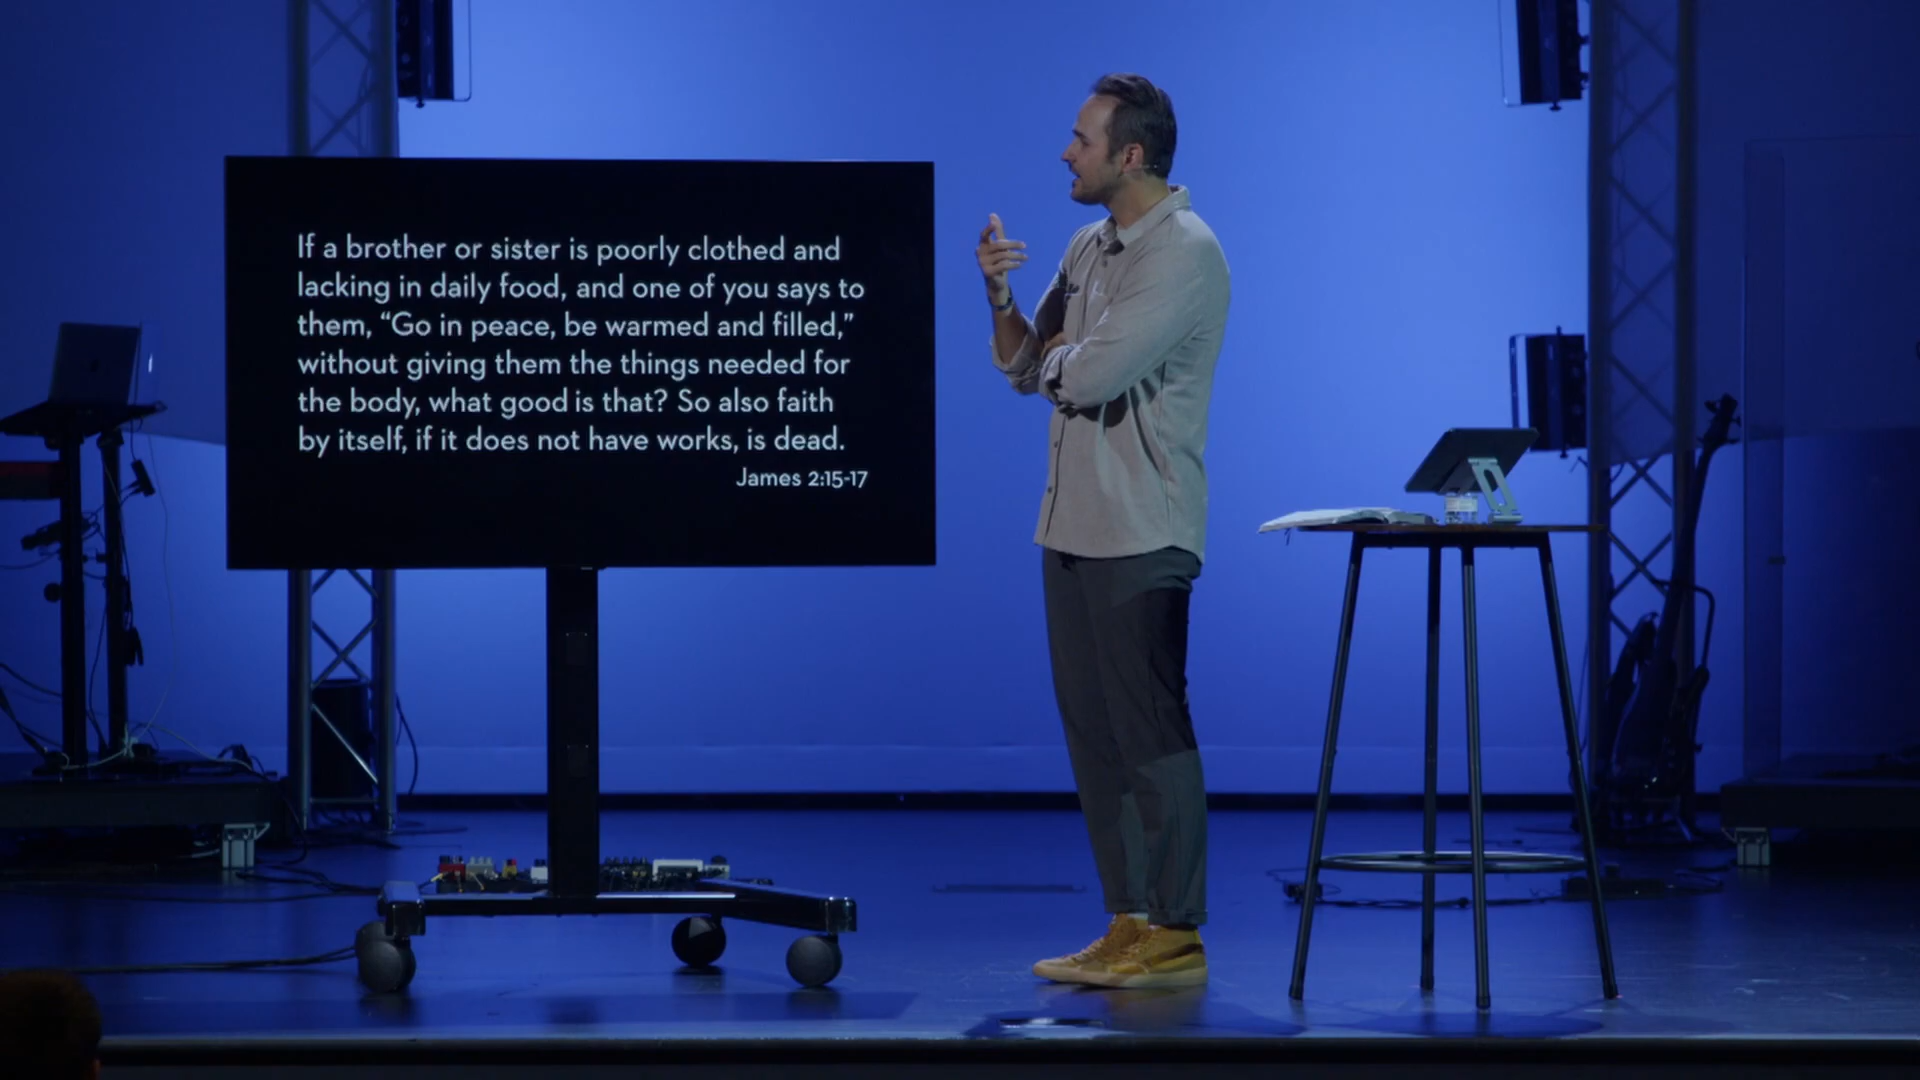 If a brother or sister is poorly clothed and
lacking in daily food, and one of you says to
them, “Go in peace, be warmed and filled,”
without giving them the things needed for
the body, what good is that? So also faith
by itself, if it does not have works, is dead.
James 2:15-17